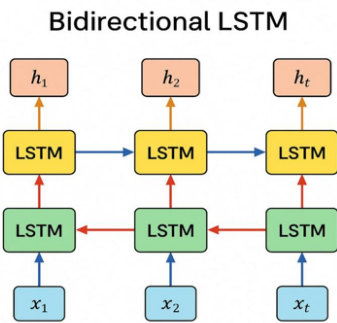 Bidirectional LSTM
h₁ h₂ hₜ
LSTM LSTM LSTM
LSTM LSTM LSTM
x₁ x₂ xₜ